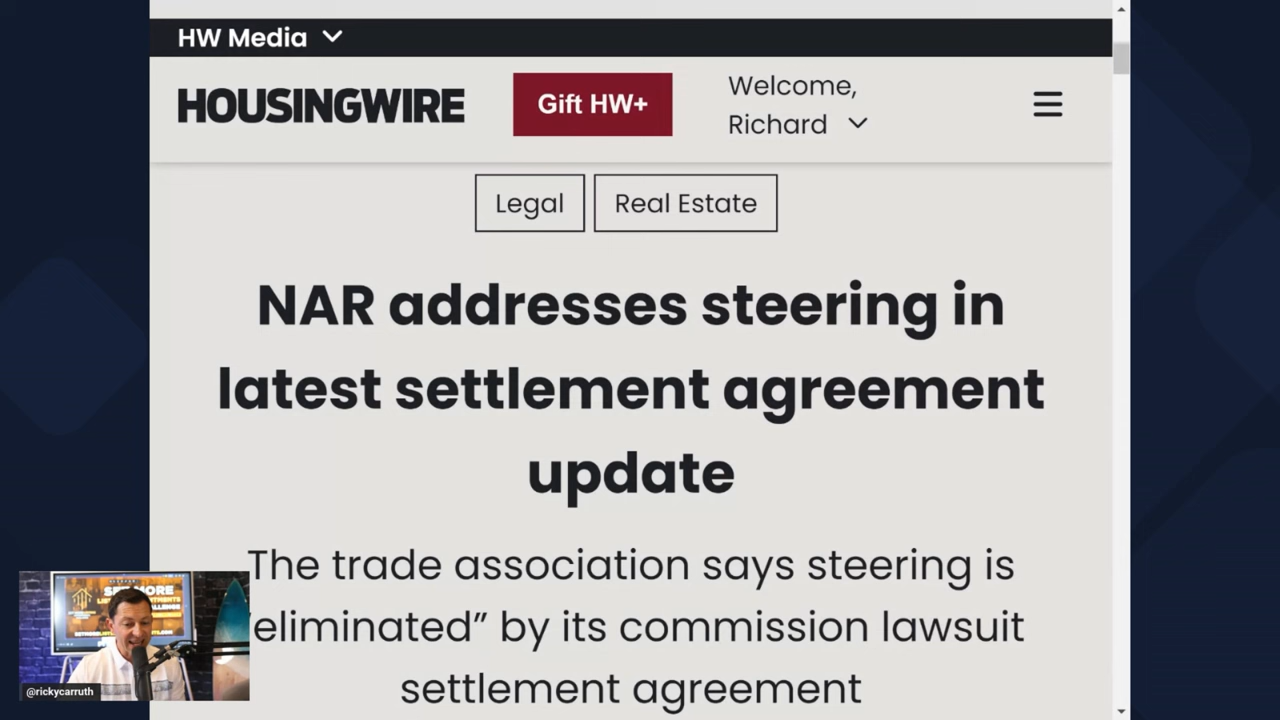 HW Media
HOUSINGWIRE
Gift HW+
Welcome,
Richard
Legal
Real Estate
NAR addresses steering in
latest settlement agreement
update
The trade association says steering is
eliminated” by its commission lawsuit
settlement agreement
@rickycarruth